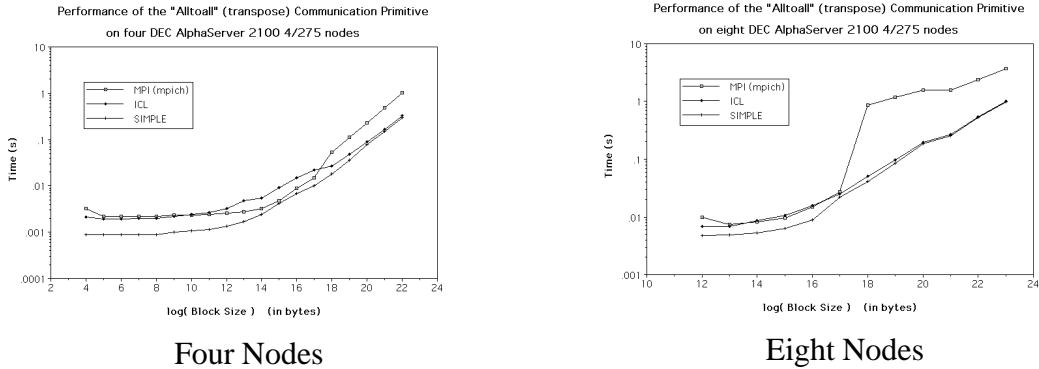 Performance of the "Alltoall" (transpose) Communication Primitive
on four DEC AlphaServer 2100 4/275 nodes
10
1
.1
.01
.001
.0001
Time (s)
MPI (mpich)
ICL
SIMPLE
2 4 6 8 10 12 14 16 18 20 22 24
log( Block Size ) (in bytes)
Four Nodes
Performance of the "Alltoall" (transpose) Communication Primitive
on eight DEC AlphaServer 2100 4/275 nodes
10
1
.1
.01
.001
Time (s)
MPI (mpich)
ICL
SIMPLE
10 12 14 16 18 20 22 24
log( Block Size ) (in bytes)
Eight Nodes